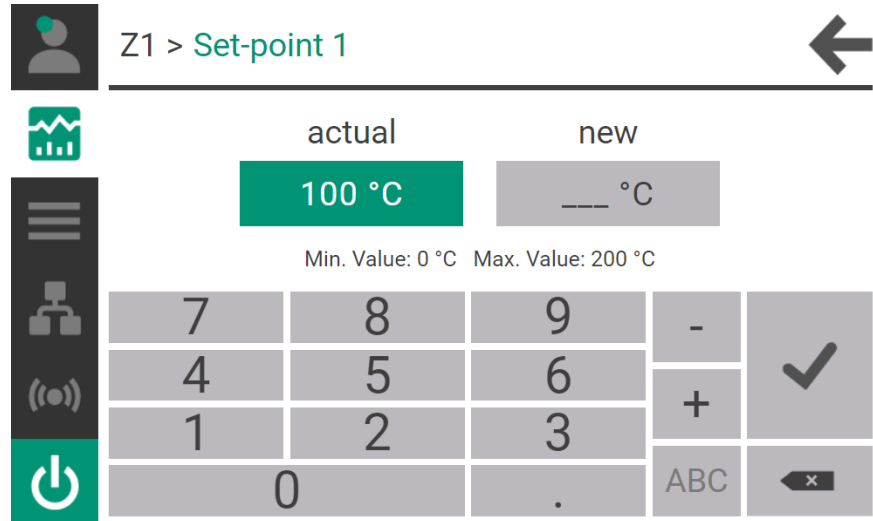 Z1 > Set-point 1
actual new
100 °C ___ °C
Min. Value: 0 °C Max. Value: 200 °C
7 8 9 -
4 5 6
+
1 2 3
0 . ABC